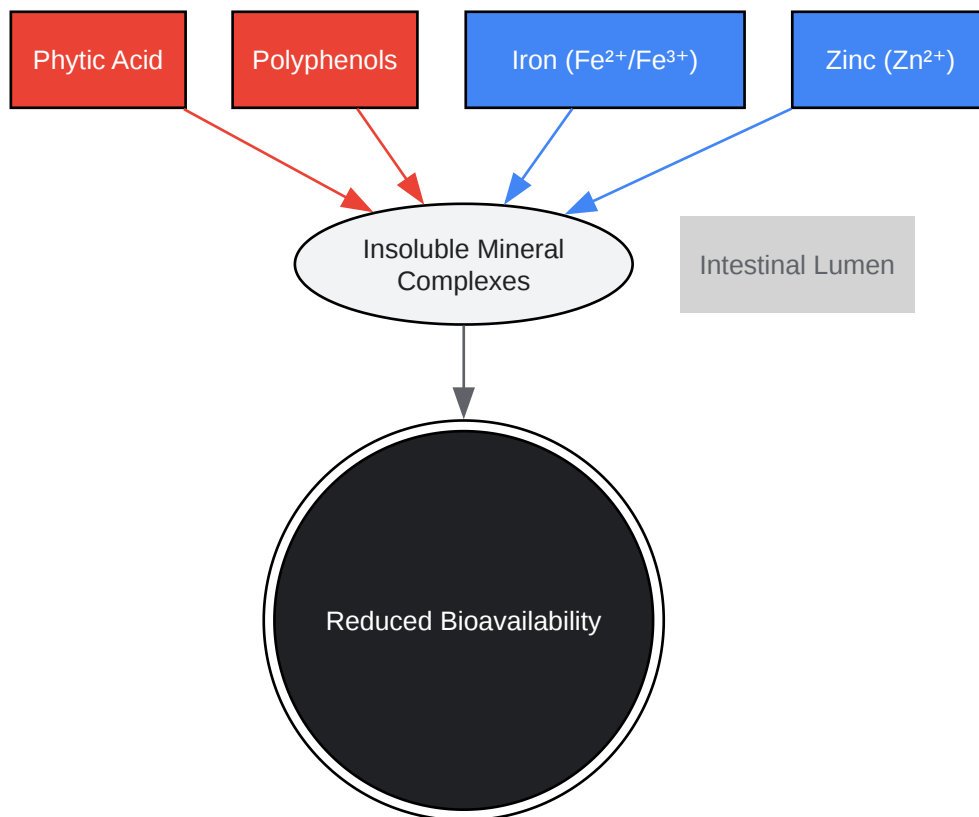 Phytic Acid
Polyphenols
Iron (Fe²⁺/Fe³⁺)
Zinc (Zn²⁺)
Insoluble Mineral
Complexes
Intestinal Lumen
Reduced Bioavailability